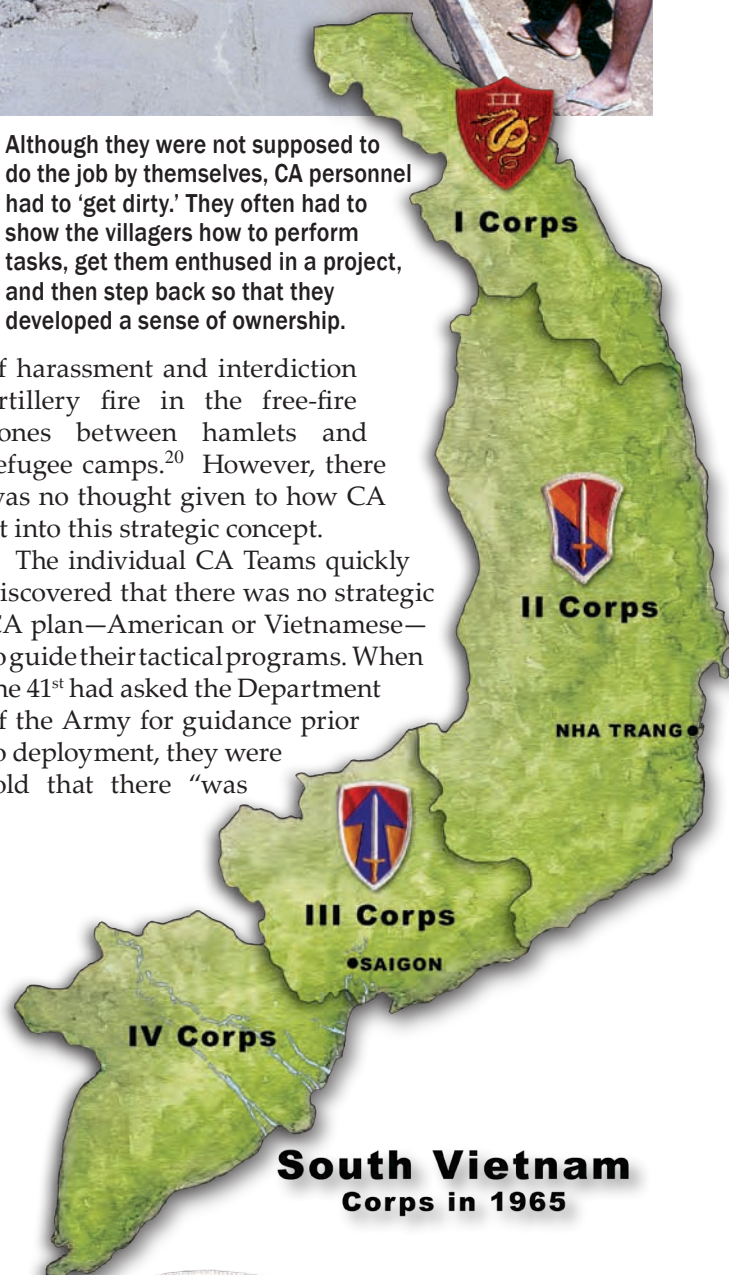 Although they were not supposed to
do the job by themselves, CA personnel
had to ‘get dirty.’ They often had to
show the villagers how to perform
tasks, get them enthused in a project,
and then step back so that they
developed a sense of ownership.
f harassment and interdiction
rtillery fire in the free-fire
ones between hamlets and
efugee camps.20 However, there
was no thought given to how CA
t into this strategic concept.
The individual CA Teams quickly
iscovered that there was no strategic
CA plan—American or Vietnamese—
o guide their tactical programs. When
he 41st had asked the Department
f the Army for guidance prior
o deployment, they were
old that there “was
III
I Corps
II Corps
NHA TRANG
III Corps
SAIGON
IV Corps
South Vietnam
Corps in 1965